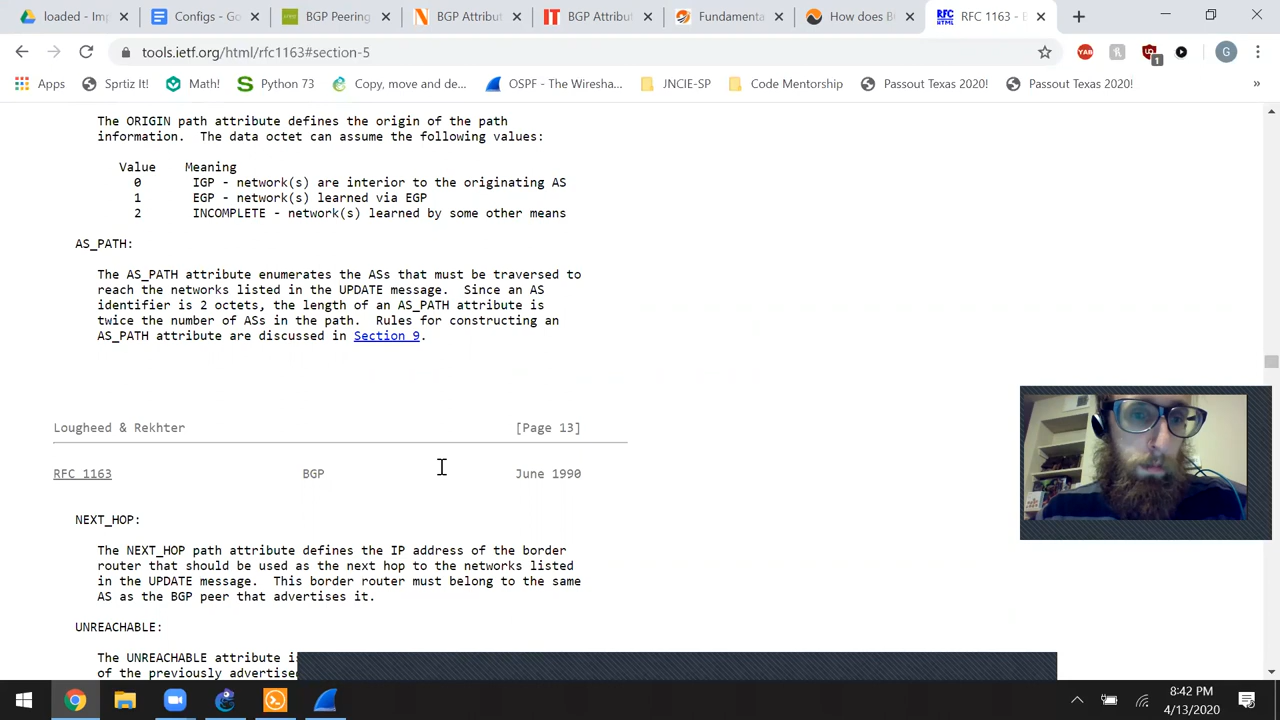 loaded - Imp
Configs - Go
BGP Peering
BGP Attribut
BGP Attribut
Fundamenta
How does B
RFC 1163 - B
tools.ietf.org/html/rfc1163#section-5
G
Apps
Sprtiz It!
Math!
Python 73
Copy, move and de...
OSPF - The Wiresha...
JNCIE-SP
Code Mentorship
Passout Texas 2020!
Passout Texas 2020!
»
The ORIGIN path attribute defines the origin of the path
information.  The data octet can assume the following values:
Value Meaning
0 IGP - network(s) are interior to the originating AS
1 EGP - network(s) learned via EGP
2 INCOMPLETE - network(s) learned by some other means
AS_PATH:
The AS_PATH attribute enumerates the ASs that must be traversed to
reach the networks listed in the UPDATE message.  Since an AS
identifier is 2 octets, the length of an AS_PATH attribute is
twice the number of ASs in the path.  Rules for constructing an
AS_PATH attribute are discussed in Section 9.
Lougheed & Rekhter [Page 13]
RFC 1163 BGP June 1990
NEXT_HOP:
The NEXT_HOP path attribute defines the IP address of the border
router that should be used as the next hop to the networks listed
in the UPDATE message.  This border router must belong to the same
AS as the BGP peer that advertises it.
UNREACHABLE:
The UNREACHABLE attribute i
of the previously advertise
8:42 PM
4/13/2020